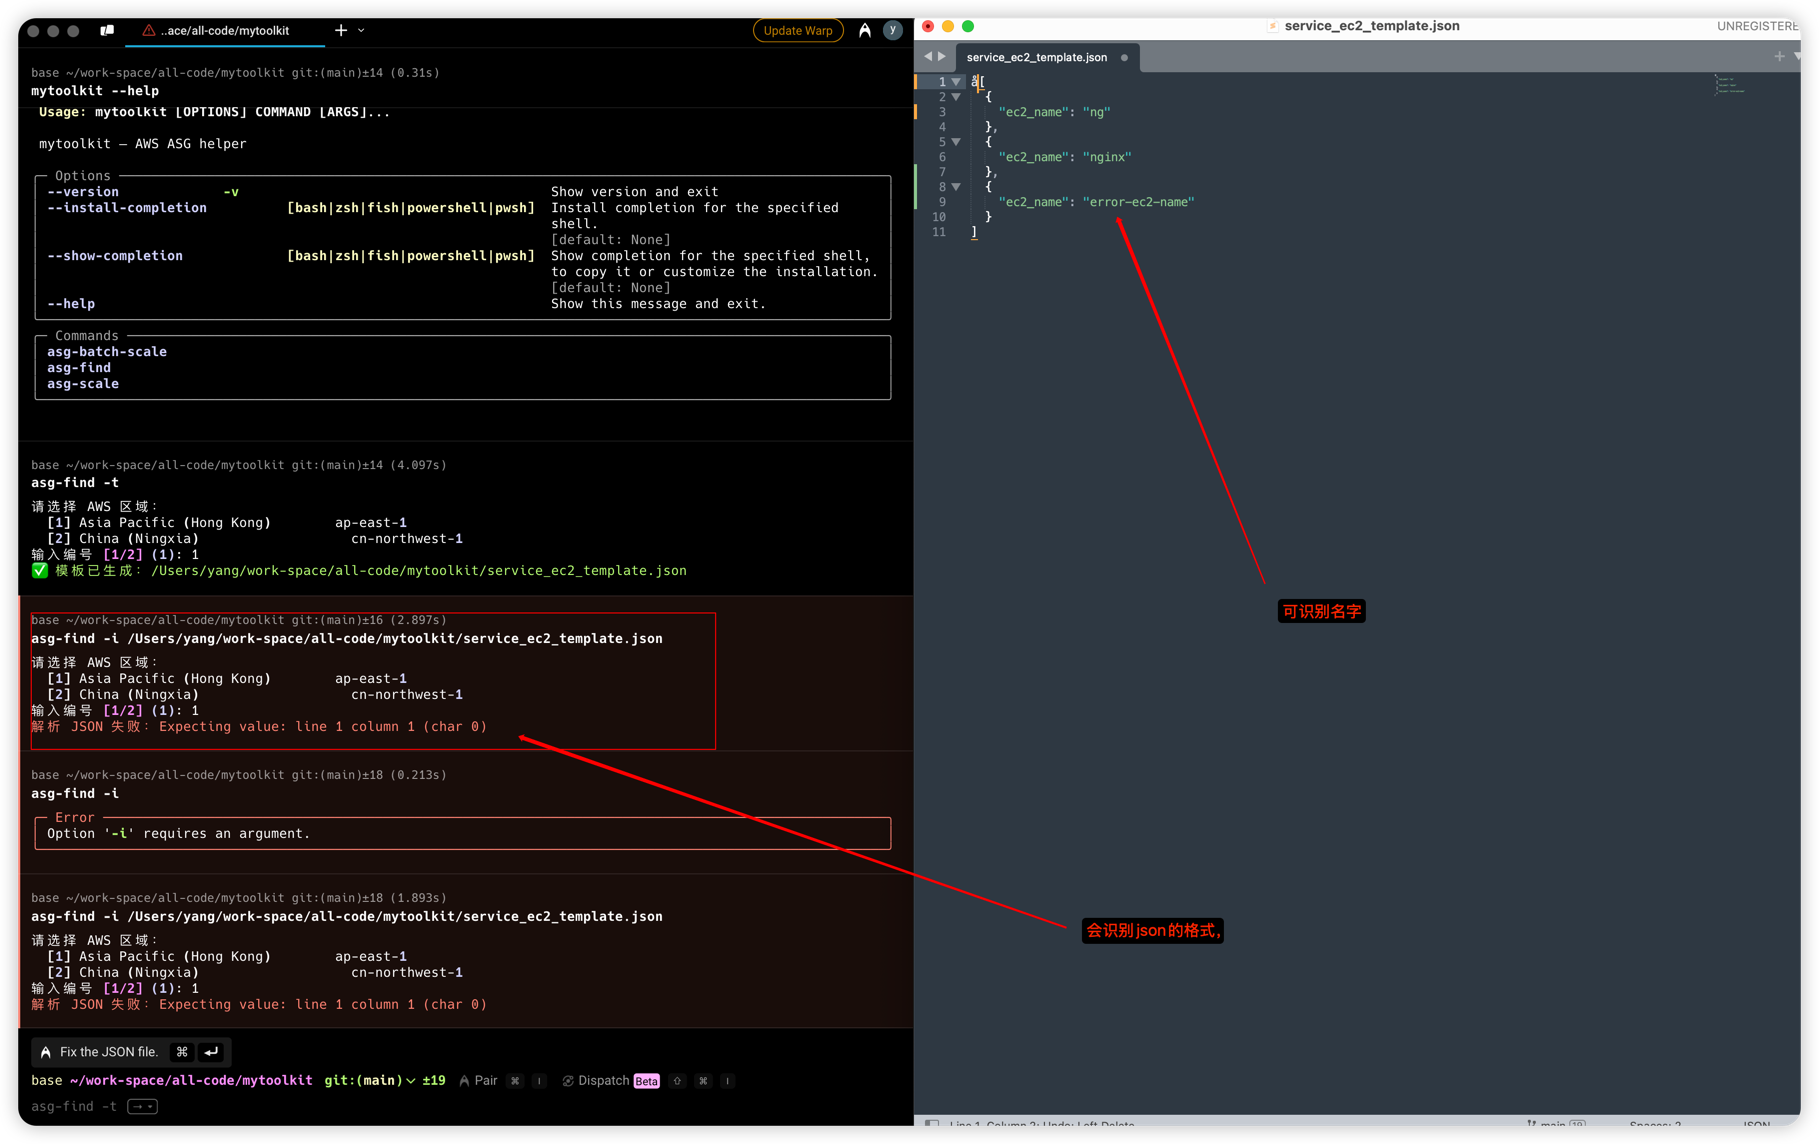 ..ace/all-code/mytoolkit
Update Warp
y
base ~/work-space/all-code/mytoolkit git:(main)±14 (0.31s)
mytoolkit --help
Usage: mytoolkit [OPTIONS] COMMAND [ARGS]...
mytoolkit — AWS ASG helper
Options
--version -v Show version and exit
--install-completion [bash|zsh|fish|powershell|pwsh] Install completion for the specified
shell.
[default: None]
--show-completion [bash|zsh|fish|powershell|pwsh] Show completion for the specified shell,
to copy it or customize the installation.
[default: None]
--help Show this message and exit.
Commands
asg-batch-scale
asg-find
asg-scale
base ~/work-space/all-code/mytoolkit git:(main)±14 (4.097s)
asg-find -t
请选择 AWS 区域:
[1] Asia Pacific (Hong Kong) ap-east-1
[2] China (Ningxia) cn-northwest-1
输入编号 [1/2] (1): 1
✅ 模板已生成: /Users/yang/work-space/all-code/mytoolkit/service_ec2_template.json
base ~/work-space/all-code/mytoolkit git:(main)±16 (2.897s)
asg-find -i /Users/yang/work-space/all-code/mytoolkit/service_ec2_template.json
请选择 AWS 区域:
[1] Asia Pacific (Hong Kong) ap-east-1
[2] China (Ningxia) cn-northwest-1
输入编号 [1/2] (1): 1
解析 JSON 失败: Expecting value: line 1 column 1 (char 0)
base ~/work-space/all-code/mytoolkit git:(main)±18 (0.213s)
asg-find -i
Error
Option '-i' requires an argument.
base ~/work-space/all-code/mytoolkit git:(main)±18 (1.893s)
asg-find -i /Users/yang/work-space/all-code/mytoolkit/service_ec2_template.json
请选择 AWS 区域:
[1] Asia Pacific (Hong Kong) ap-east-1
[2] China (Ningxia) cn-northwest-1
输入编号 [1/2] (1): 1
解析 JSON 失败: Expecting value: line 1 column 1 (char 0)
Fix the JSON file. ⌘
base ~/work-space/all-code/mytoolkit git:(main) ±19 Pair ⌘ I Dispatch Beta ⇧ ⌘ I
asg-find -t
service_ec2_template.json
UNREGISTERE
service_ec2_template.json
1 å[
2 {
3 "ec2_name": "ng"
4 },
5 {
6 "ec2_name": "nginx"
7 },
8 {
9 "ec2_name": "error-ec2-name"
10 }
11 ]
可识别名字
会识别json的格式,